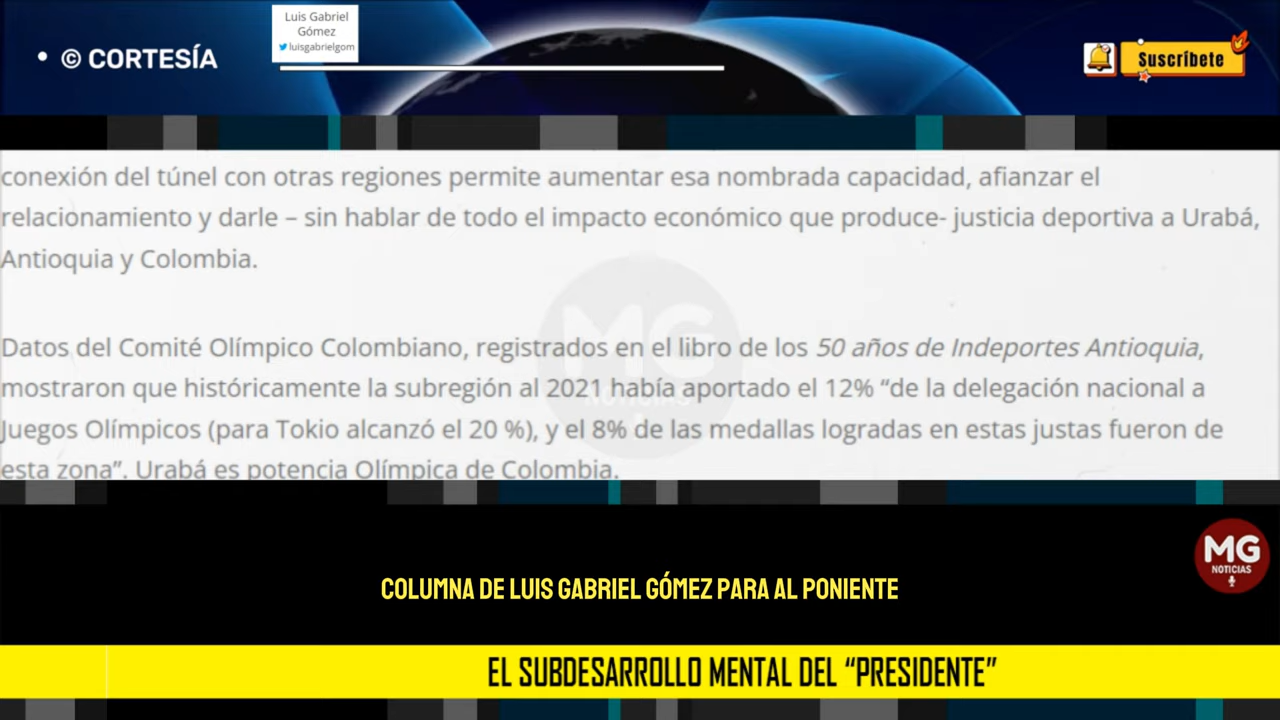 • © CORTESÍA
Luis Gabriel
Gómez
luisgabrielgom
Suscríbete
conexión del túnel con otras regiones permite aumentar esa nombrada capacidad, afianzar el
relacionamiento y darle – sin hablar de todo el impacto económico que produce- justicia deportiva a Urabá,
Antioquia y Colombia.
Datos del Comité Olímpico Colombiano, registrados en el libro de los 50 años de Indeportes Antioquia,
mostraron que históricamente la subregión al 2021 había aportado el 12% “de la delegación nacional a
Juegos Olímpicos (para Tokio alcanzó el 20 %), y el 8% de las medallas logradas en estas justas fueron de
esta zona”. Urabá es potencia Olímpica de Colombia.
MG
NOTICIAS
MG
NOTICIAS
COLUMNA DE LUIS GABRIEL GÓMEZ PARA AL PONIENTE
EL SUBDESARROLLO MENTAL DEL “PRESIDENTE”